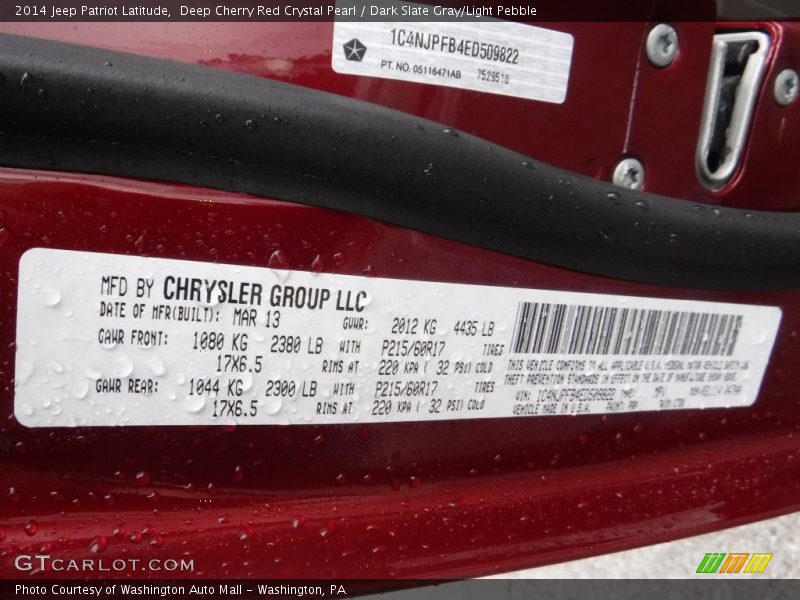 2014 Jeep Patriot Latitude, Deep Cherry Red Crystal Pearl / Dark Slate Gray/Light Pebble
1C4NJPFB4ED509822
PT. NO. 05116471AB 7529510
MFD BY CHRYSLER GROUP LLC
DATE OF MFR(BUILT): MAR 13 GVWR: 2012 KG 4435 LB
GAWR FRONT: 1080 KG 2380 LB WITH P215/60R17 TIRES
17X6.5 RIMS AT 220 KPA ( 32 PSI) COLD
GAWR REAR: 1044 KG 2300 LB WITH P215/60R17 TIRES
17X6.5 RIMS AT 220 KPA ( 32 PSI) COLD
THIS VEHICLE CONFORMS TO ALL APPLICABLE U.S.A. FEDERAL MOTOR VEHICLE SAFETY
THEFT PREVENTION STANDARDS IN EFFECT ON THE DATE OF MANUFACTURE SHOWN ABOVE.
VIN: 1C4NJPFB4ED509822 TYPE: MPV
VEHICLE MADE IN U.S.A. PAINT: PRP
GTCARLOT.COM
Photo Courtesy of Washington Auto Mall - Washington, PA